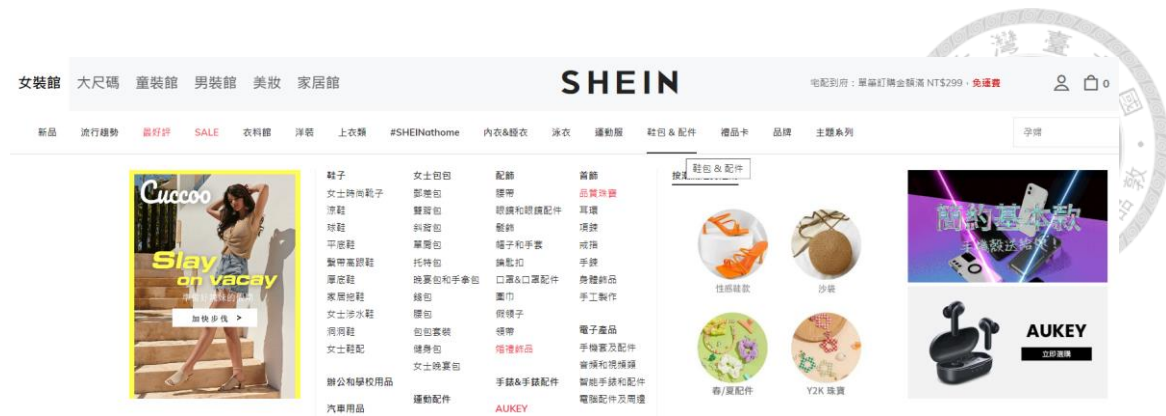 女裝館 大尺碼 童裝館 男裝館 美妝 家居館
SHEIN
宅配到府：單筆訂購金額滿 NT$299，免運費
0
新品 流行趨勢 最好評 SALE 衣料館 洋裝 上衣類 #SHEINathome 內衣&睡衣 泳衣 運動服 鞋包 & 配件 禮品卡 品牌 主題系列
孕婦
鞋包 & 配件
Cuccoo
Slay
on vacay
加快步伐 >
鞋子
女士時尚靴子
涼鞋
球鞋
平底鞋
繫帶高跟鞋
厚底鞋
家居拖鞋
女士涉水鞋
洞洞鞋
女士鞋配
辦公和學校用品
汽車用品
女士包包
郵差包
雙肩包
斜背包
單肩包
托特包
晚宴包和手拿包
錢包
腰包
包包套裝
健身包
女士晚宴包
運動配件
配飾
腰帶
眼鏡和眼鏡配件
髮飾
帽子和手套
鑰匙扣
口罩&口罩配件
圍巾
假領子
領帶
婚禮飾品
手錶&手錶配件
AUKEY
首飾
品質珠寶
耳環
項鍊
戒指
手鍊
身體飾品
手工製作
電子產品
手機套及配件
音頻和視頻類
智能手錶和配件
電腦配件及周邊
性感鞋款
沙袋
春/夏配件
Y2K 珠寶
簡約基本款
手機殼送給您！
AUKEY
立即選購